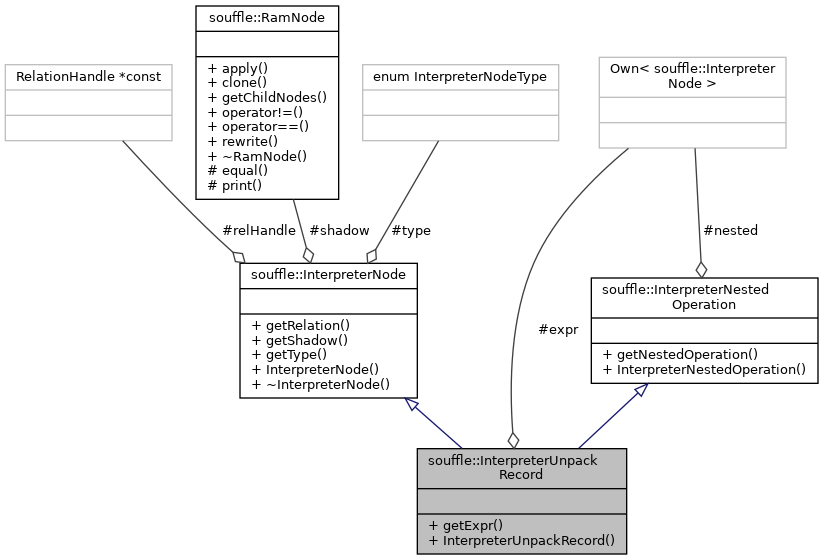 souffle::RamNode
+ apply()
+ clone()
+ getChildNodes()
+ operator!=()
+ operator==()
+ rewrite()
+ ~RamNode()
# equal()
# print()
RelationHandle *const
enum InterpreterNodeType
Own< souffle::Interpreter
Node >
#relHandle
#shadow
#type
#nested
souffle::InterpreterNode
+ getRelation()
+ getShadow()
+ getType()
+ InterpreterNode()
+ ~InterpreterNode()
souffle::InterpreterNested
Operation
+ getNestedOperation()
+ InterpreterNestedOperation()
#expr
souffle::InterpreterUnpack
Record
+ getExpr()
+ InterpreterUnpackRecord()